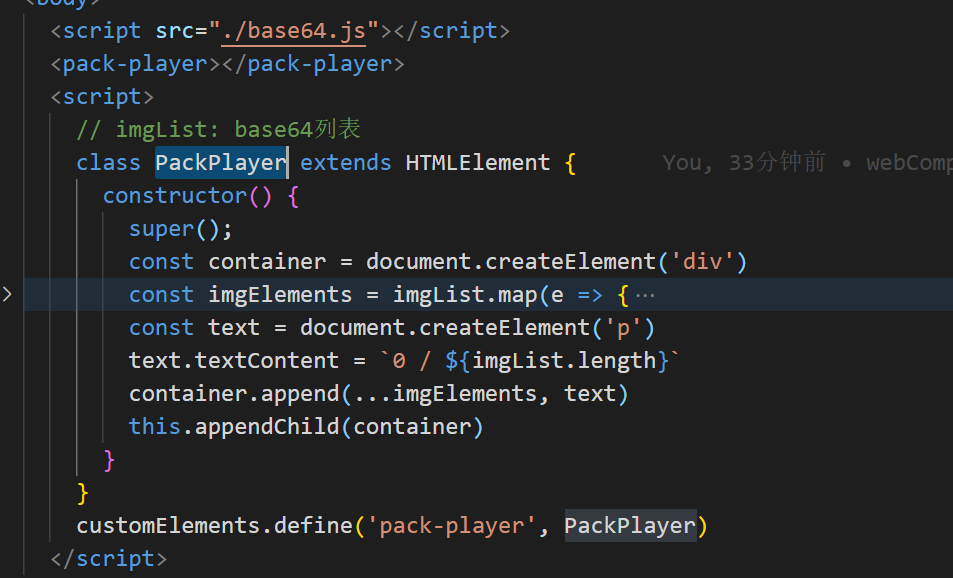 <body>
<script src="./base64.js"></script>
<pack-player></pack-player>
<script>
// imgList: base64列表
class PackPlayer extends HTMLElement { You, 33分钟前 • webComp
constructor() {
super();
const container = document.createElement('div')
const imgElements = imgList.map(e => { ···
const text = document.createElement('p')
text.textContent = `0 / ${imgList.length}`
container.append(...imgElements, text)
this.appendChild(container)
}
}
customElements.define('pack-player', PackPlayer)
</script>